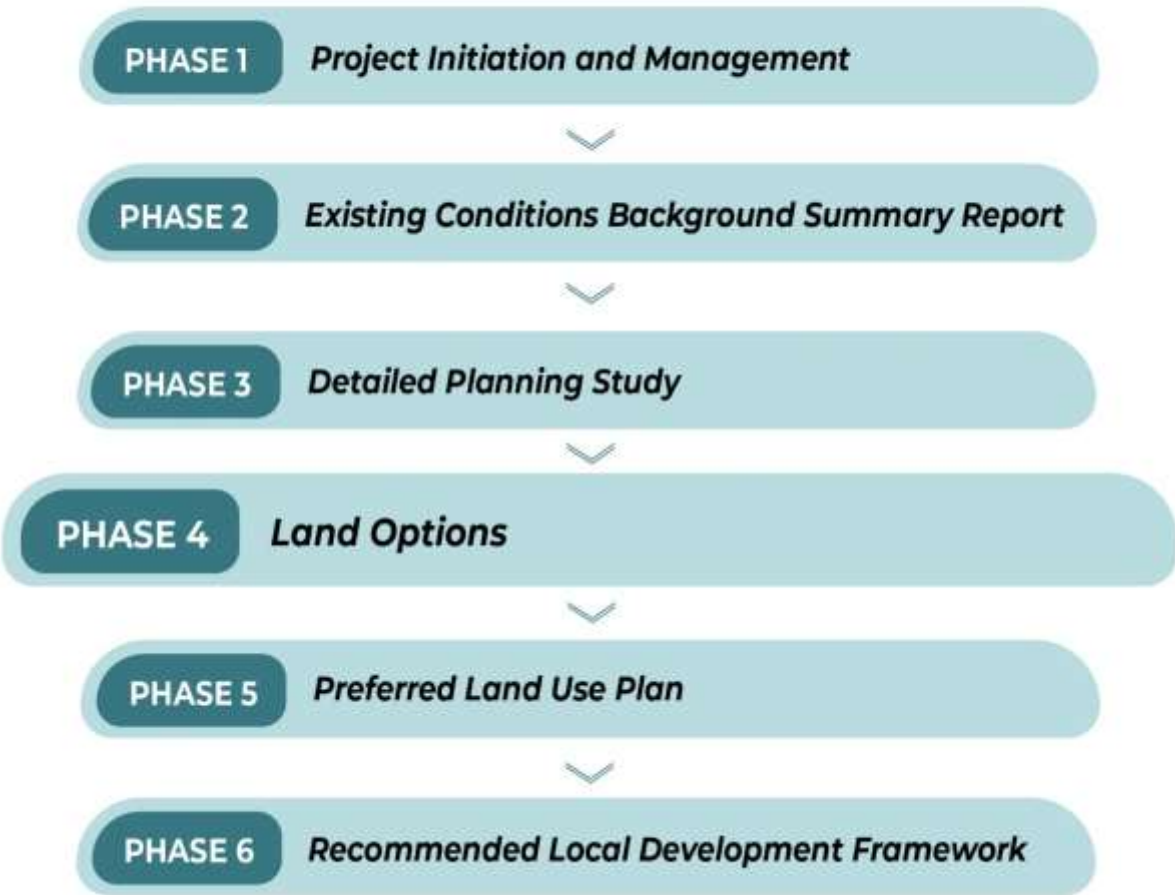 PHASE 1 Project Initiation and Management
PHASE 2 Existing Conditions Background Summary Report
PHASE 3 Detailed Planning Study
PHASE 4 Land Options
PHASE 5 Preferred Land Use Plan
PHASE 6 Recommended Local Development Framework